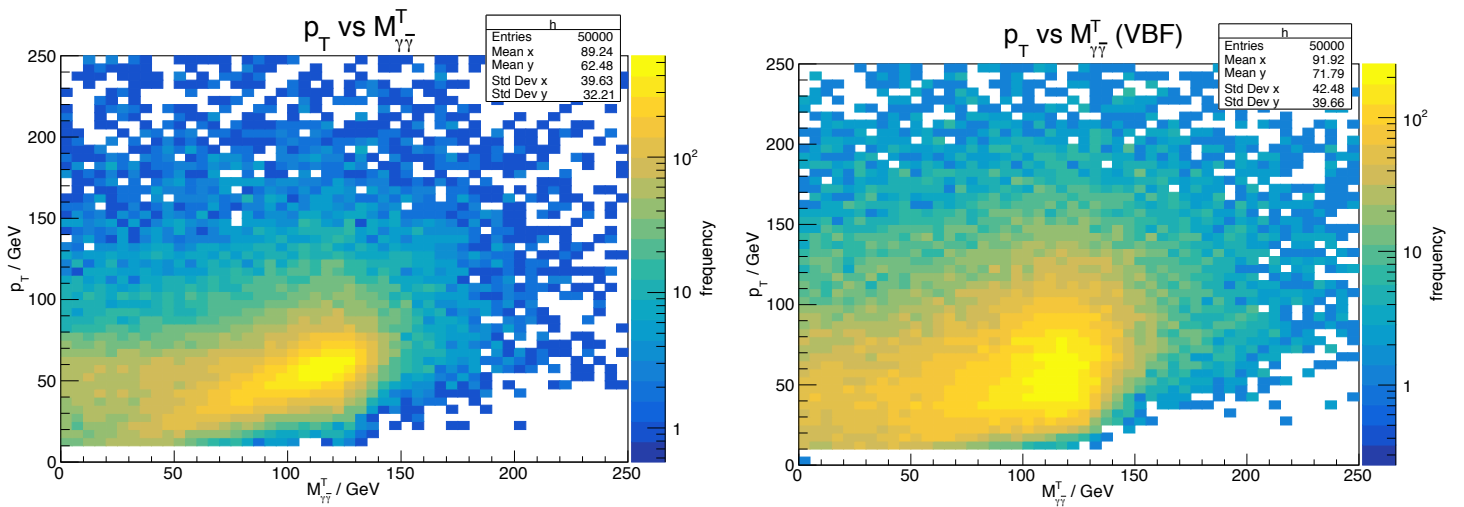 p_T vs M^T_γγ̄
h
Entries 50000
Mean x 89.24
Mean y 62.48
Std Dev x 39.63
Std Dev y 32.21
250
200
150
100
50
0
p_T / GeV
0 50 100 150 200 250
M^T_γγ̄ / GeV
10^2
10
1
frequency
p_T vs M^T_γγ̄ (VBF)
h
Entries 50000
Mean x 91.92
Mean y 71.79
Std Dev x 42.48
Std Dev y 39.66
250
200
150
100
50
0
p_T / GeV
0 50 100 150 200 250
M^T_γγ̄ / GeV
10^2
10
1
frequency